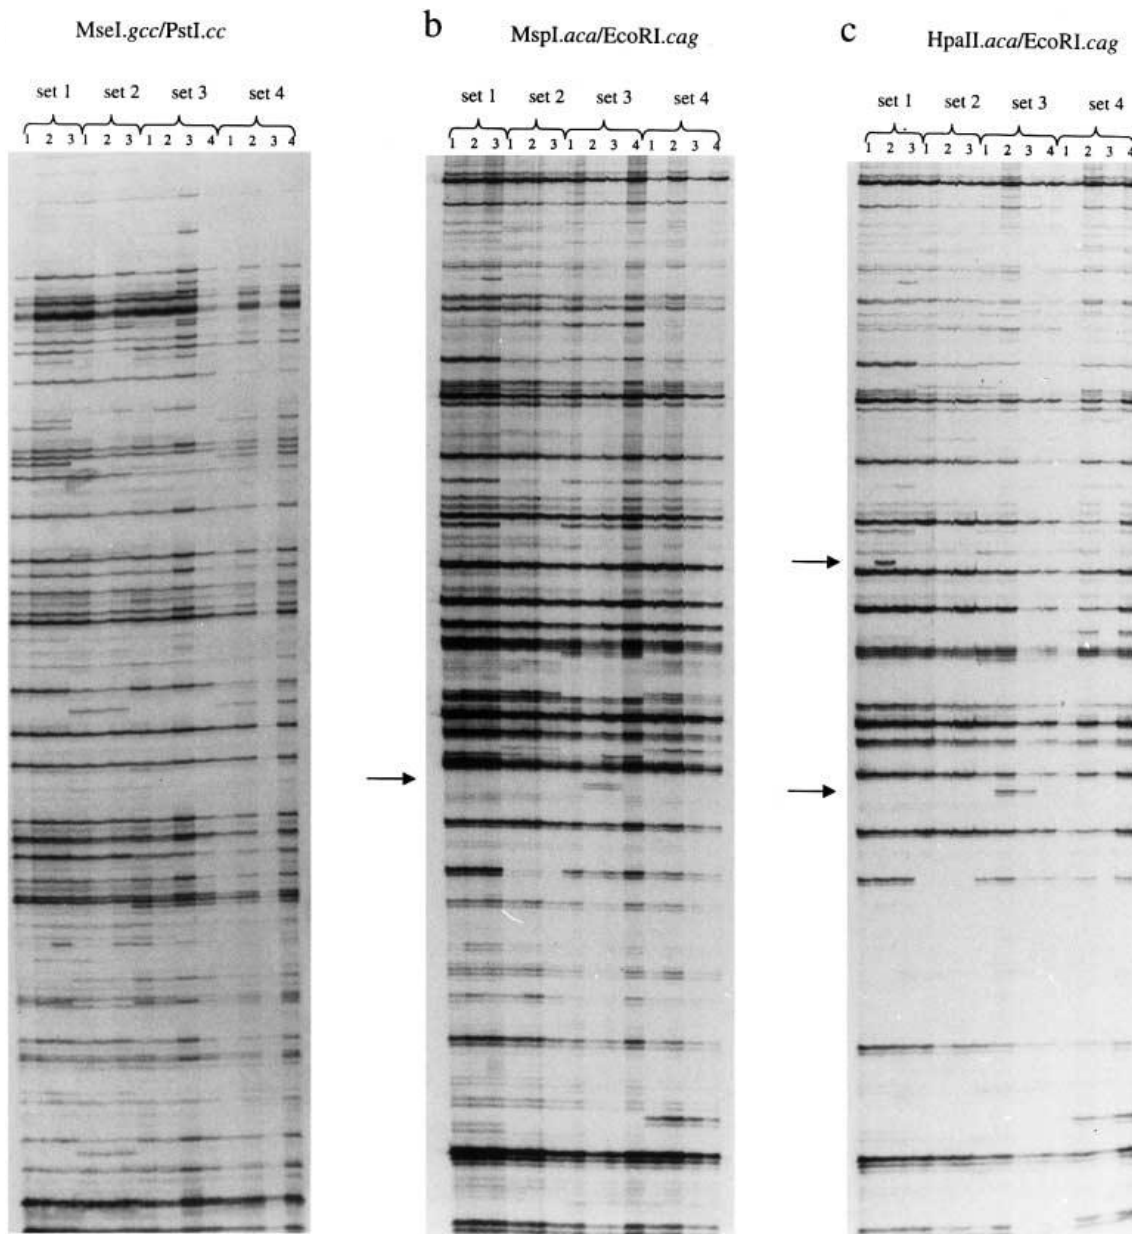 MseI.gcc/PstI.cc
set 1 set 2 set 3 set 4
1 2 3 1 2 3 1 2 3 4 1 2 3 4
b
MspI.aca/EcoRI.cag
set 1 set 2 set 3 set 4
1 2 3 1 2 3 1 2 3 4 1 2 3 4
c
HpaII.aca/EcoRI.cag
set 1 set 2 set 3 set 4
1 2 3 1 2 3 1 2 3 4 1 2 3 4